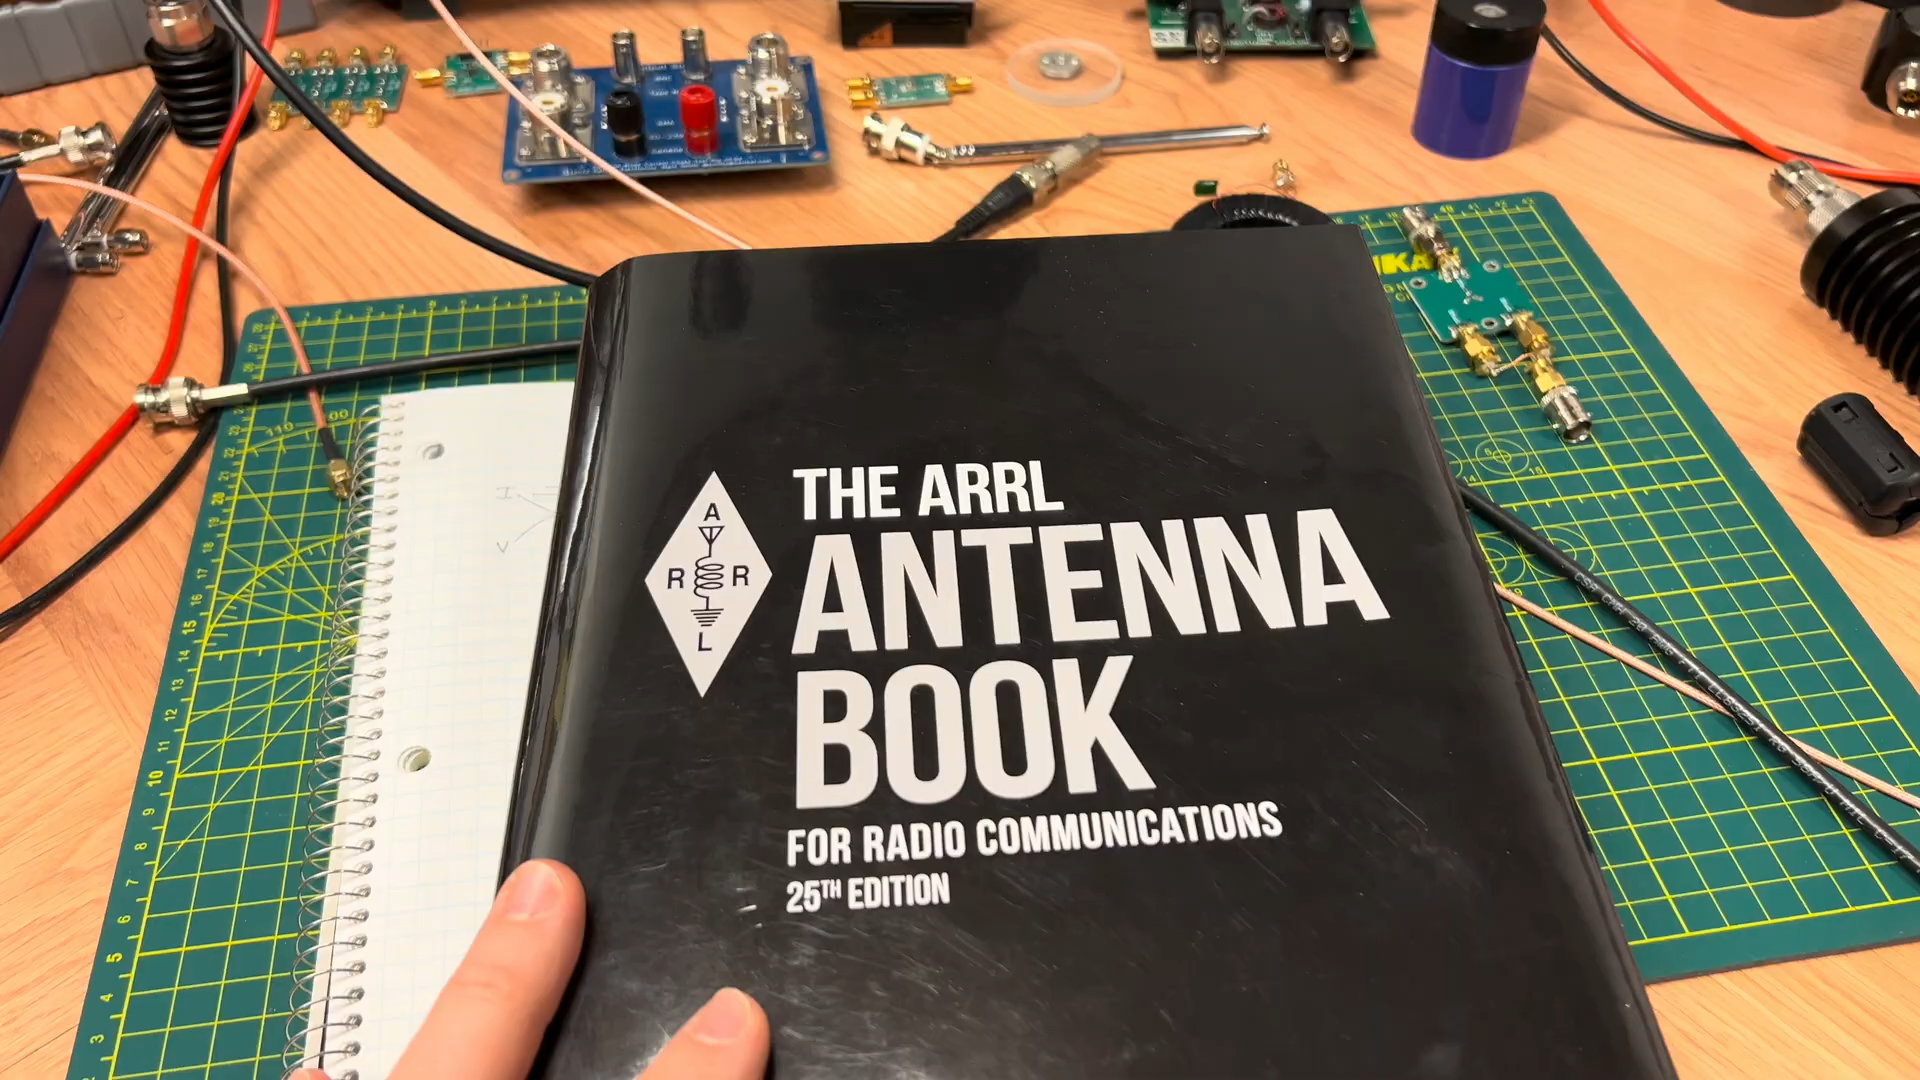 THE ARRL
ANTENNA
BOOK
FOR RADIO COMMUNICATIONS
25TH EDITION
A
R R
L